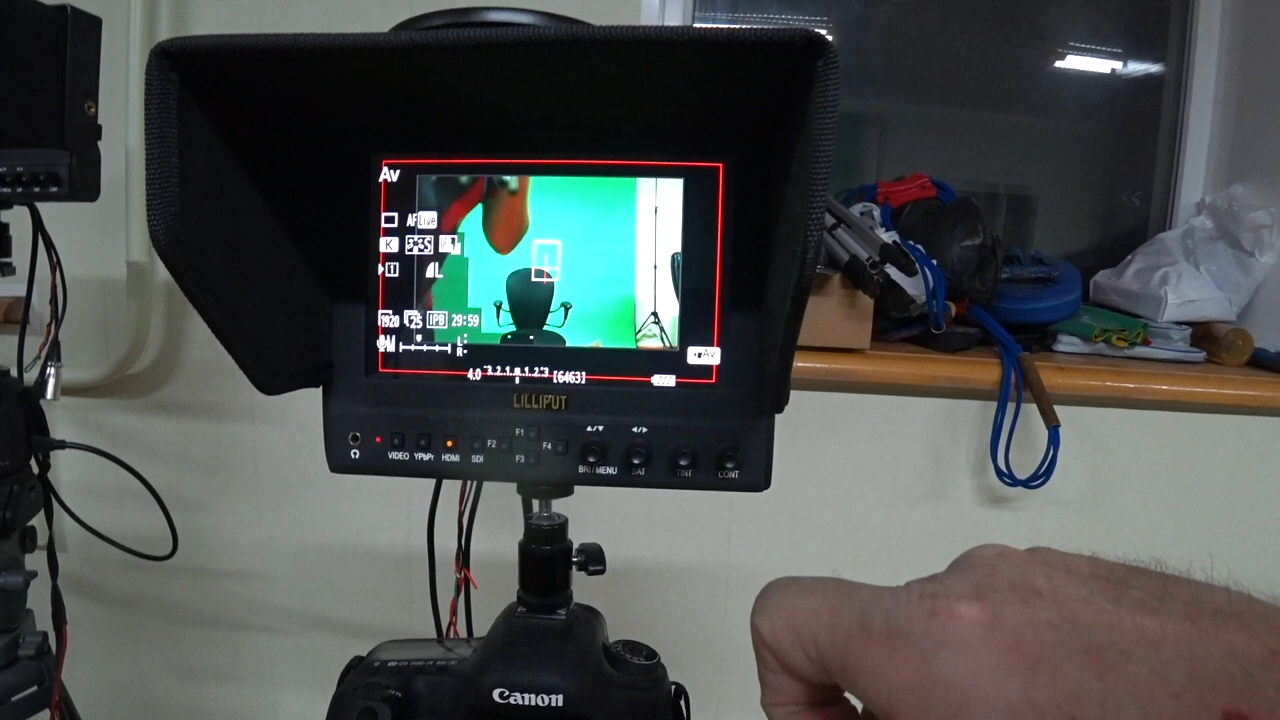 Av
AF Live
K S
L
1920 25 IPB 29:59
M L
R
Av
4.0 3..2..1..0..1..2..3 [6463]
LILLIPUT
VIDEO YPbPr HDMI SDI F1 F2 F3 F4 BRI/MENU SAT TINT CONT
Canon